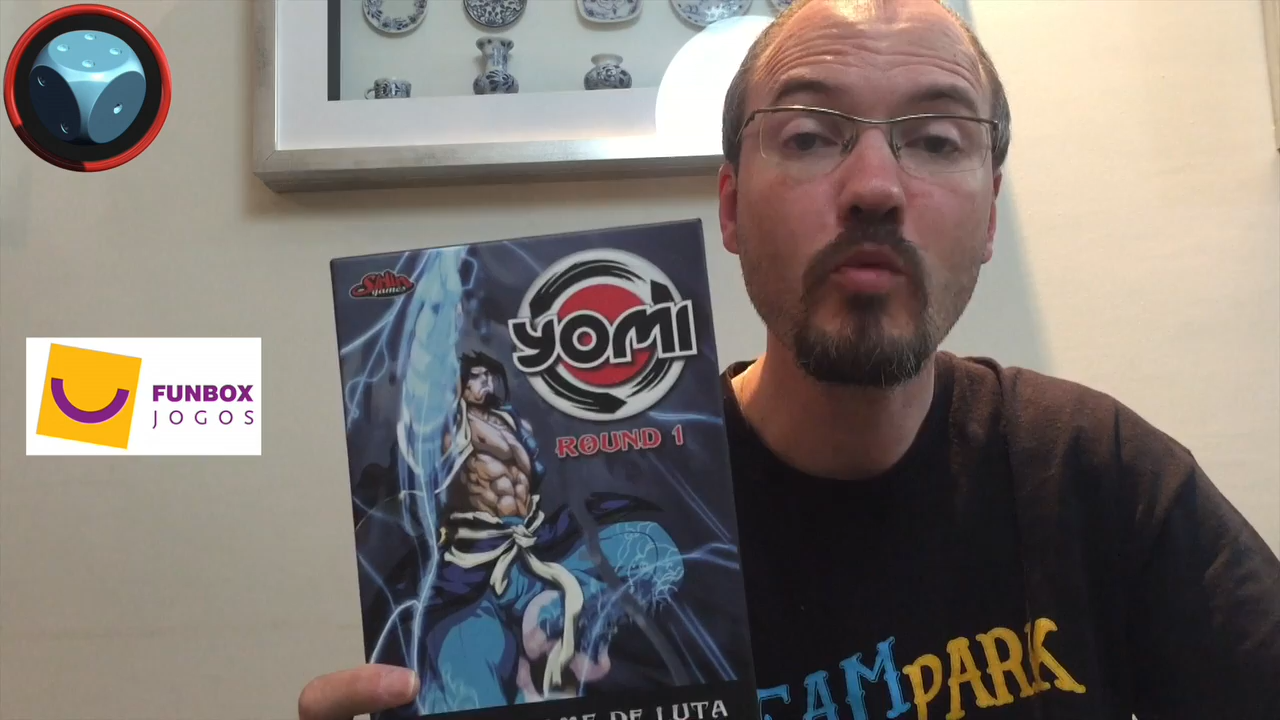 Sirlin
games
YOMI
ROUND 1
DE LUTA
FUNBOX
JOGOS
PARK